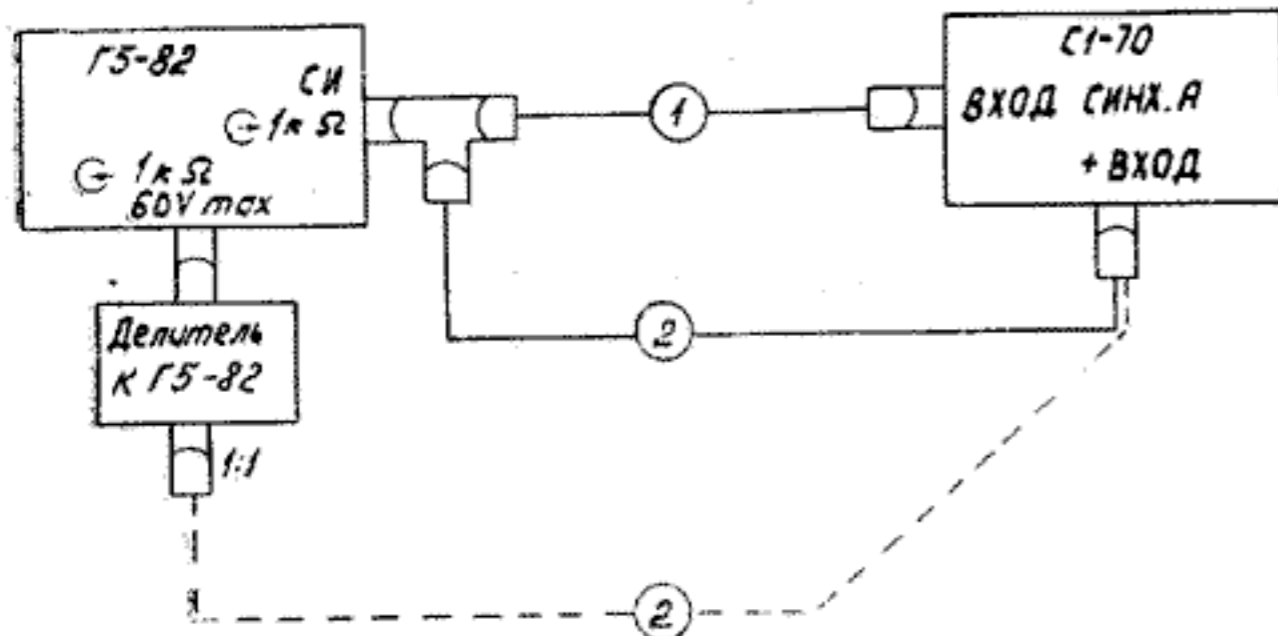 Г5-82
СИ
1к Ω
1к Ω
60V max
Делитель
к Г5-82
1:1
1
2
2
С1-70
ВХОД СИНХ. А
+ ВХОД